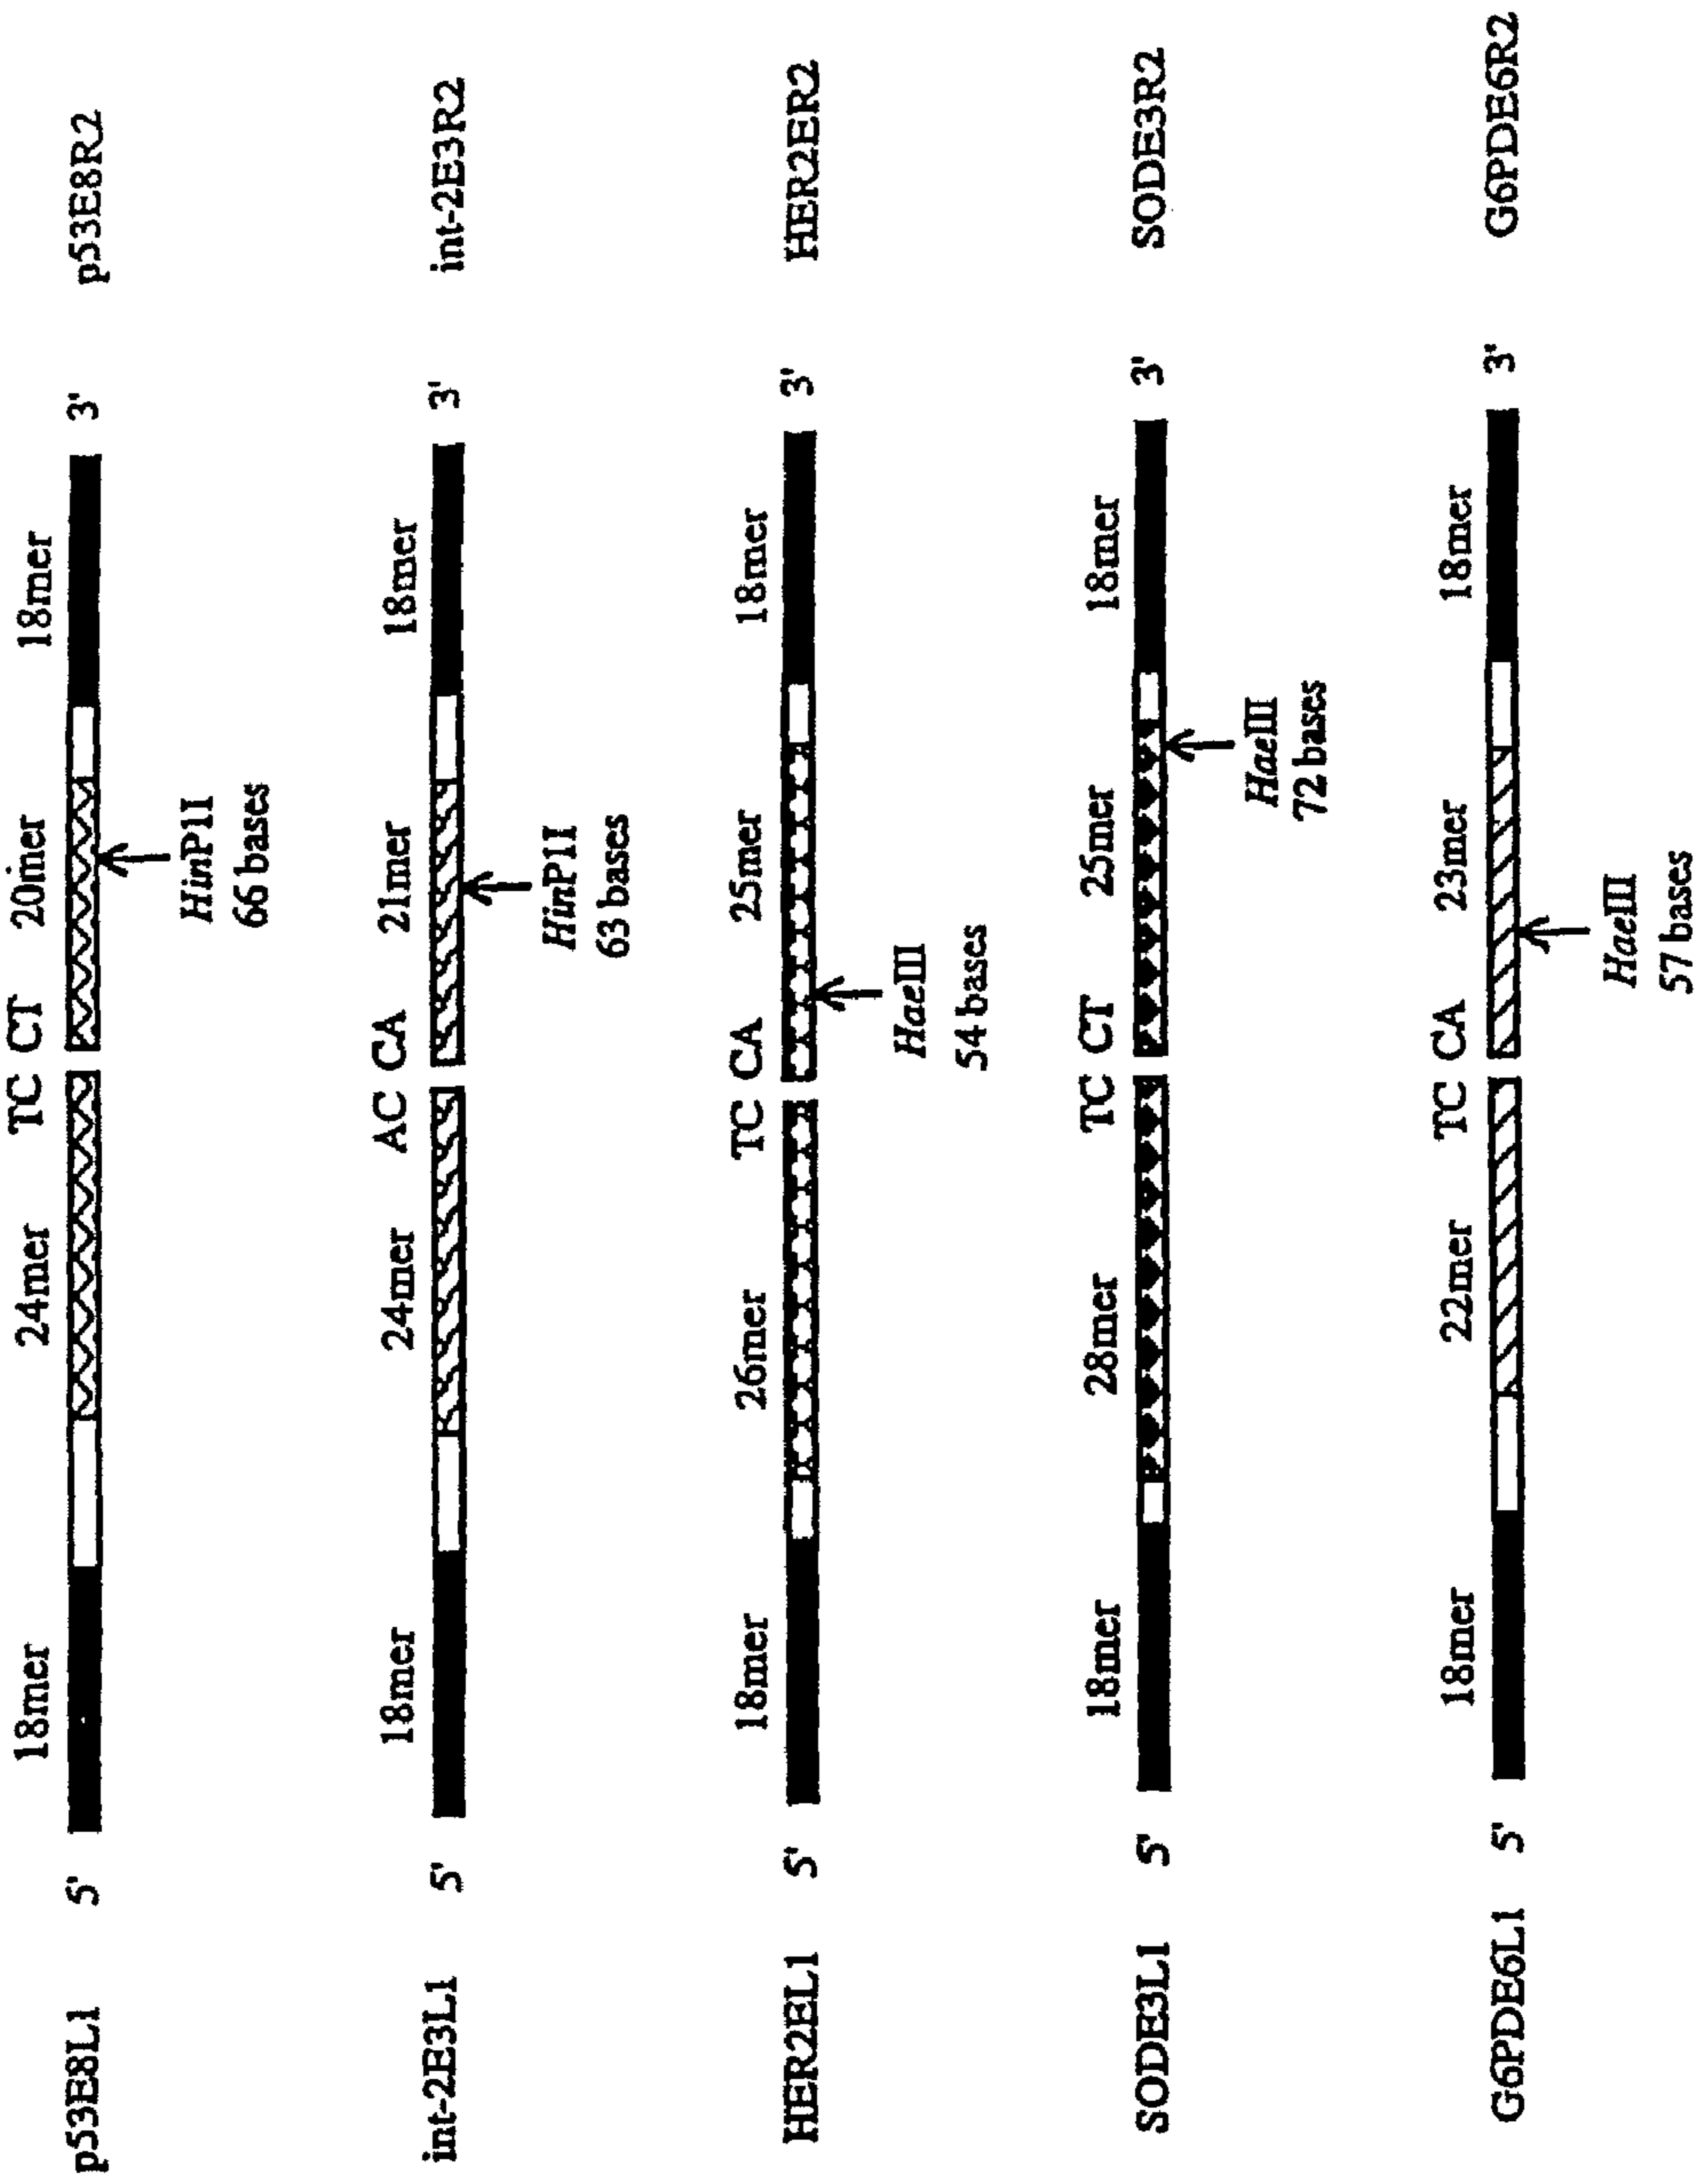 18mer 24mer TC CT 20mer 18mer
p53E8L1 5' 3' p53E8R2
HinP1I
66 bases
18mer 24mer AC CA 21mer 18mer
int-2E3L1 5' 3' int-2E3R2
HinP1I
63 bases
18mer 26mer TC CA 25mer 18mer
HER2EL1 5' 3' HER2ER2
HaeIII
54 bases
18mer 28mer TC CT 25mer 18mer
SODE3L1 5' 3' SODE3R2
HaeIII
72 bases
18mer 22mer TC CA 23mer 18mer
G6PDE6L1 5' 3' G6PDE6R2
HaeIII
57 bases